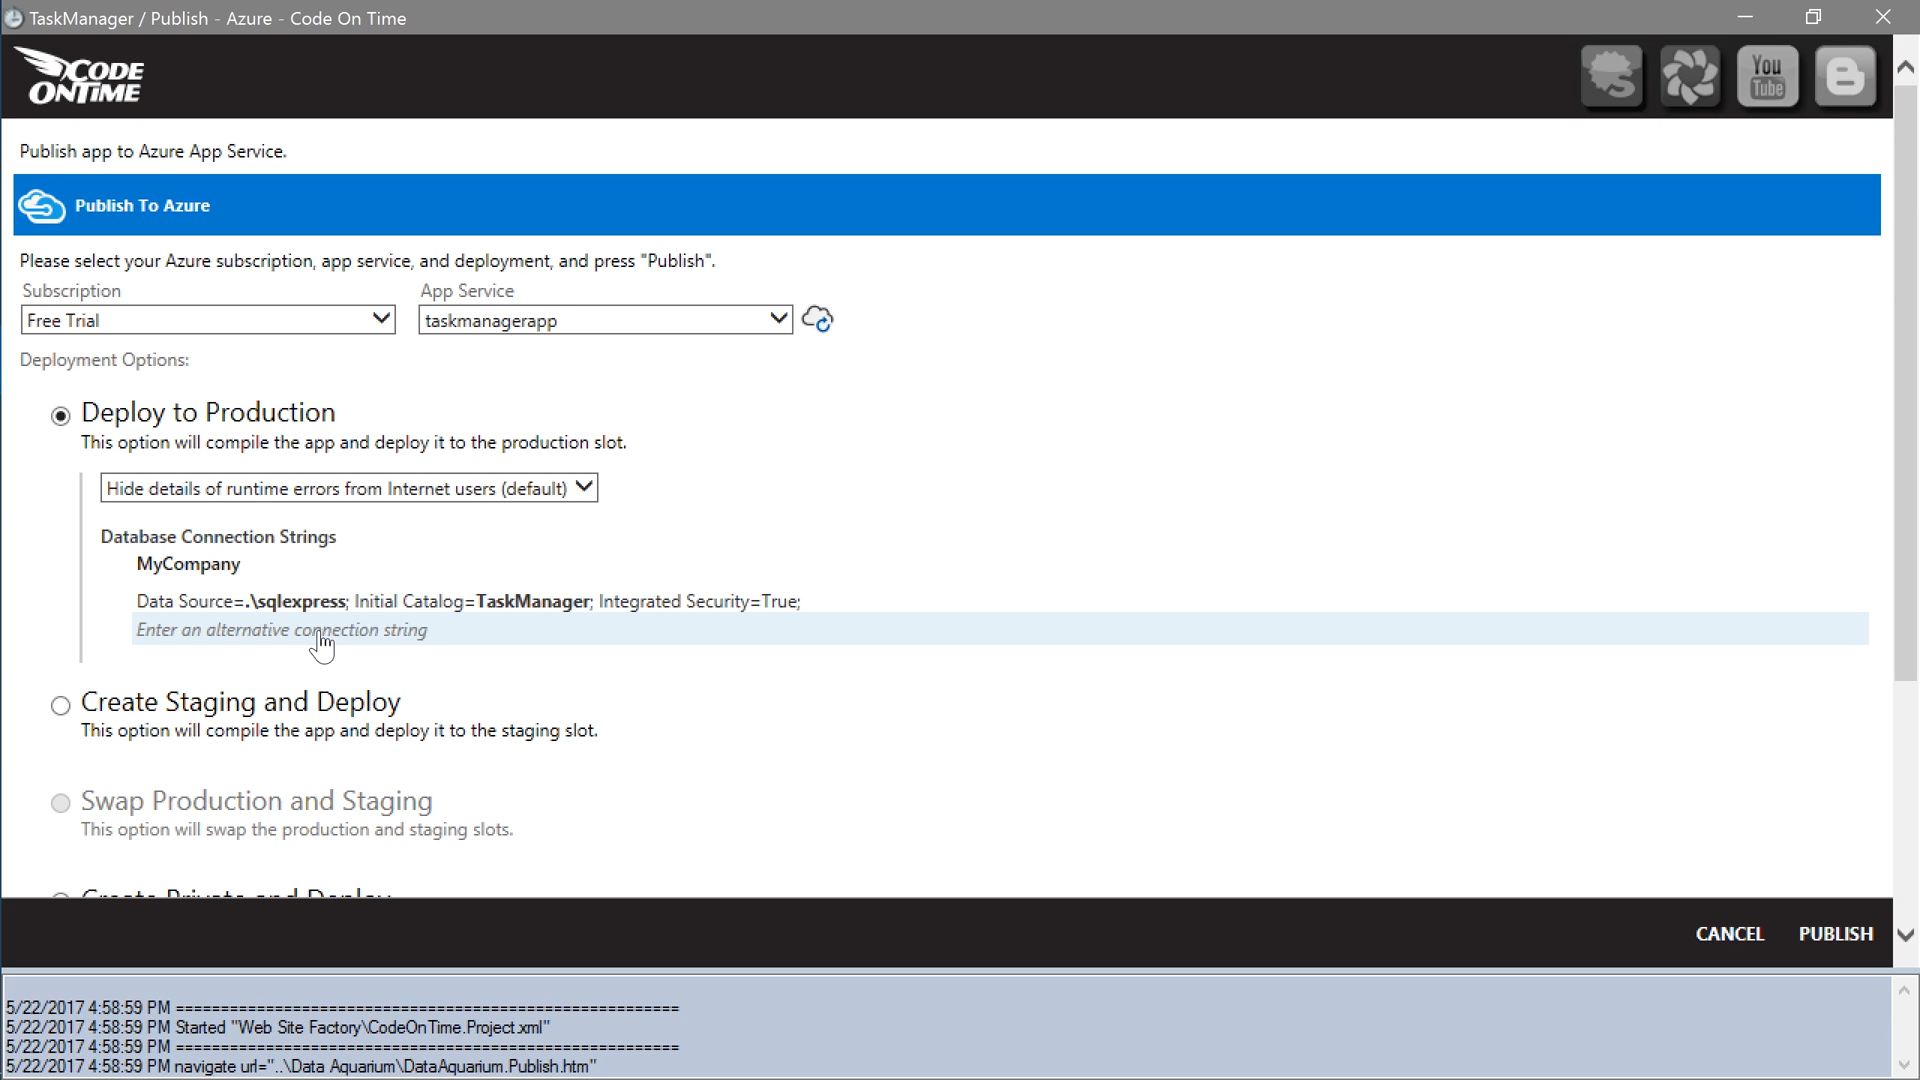 TaskManager / Publish - Azure - Code On Time
CODE
ONTIME
You
Tube
Publish app to Azure App Service.
Publish To Azure
Please select your Azure subscription, app service, and deployment, and press "Publish".
Subscription App Service
Free Trial taskmanagerapp
Deployment Options:
Deploy to Production
This option will compile the app and deploy it to the production slot.
Hide details of runtime errors from Internet users (default)
Database Connection Strings
MyCompany
Data Source=.\sqlexpress; Initial Catalog=TaskManager; Integrated Security=True;
Enter an alternative connection string
Create Staging and Deploy
This option will compile the app and deploy it to the staging slot.
Swap Production and Staging
This option will swap the production and staging slots.
Create Private and Deploy
CANCEL PUBLISH
5/22/2017 4:58:59 PM ========================================================
5/22/2017 4:58:59 PM Started "Web Site Factory\CodeOnTime.Project.xml"
5/22/2017 4:58:59 PM ========================================================
5/22/2017 4:58:59 PM navigate url="..\Data Aquarium\DataAquarium.Publish.htm"